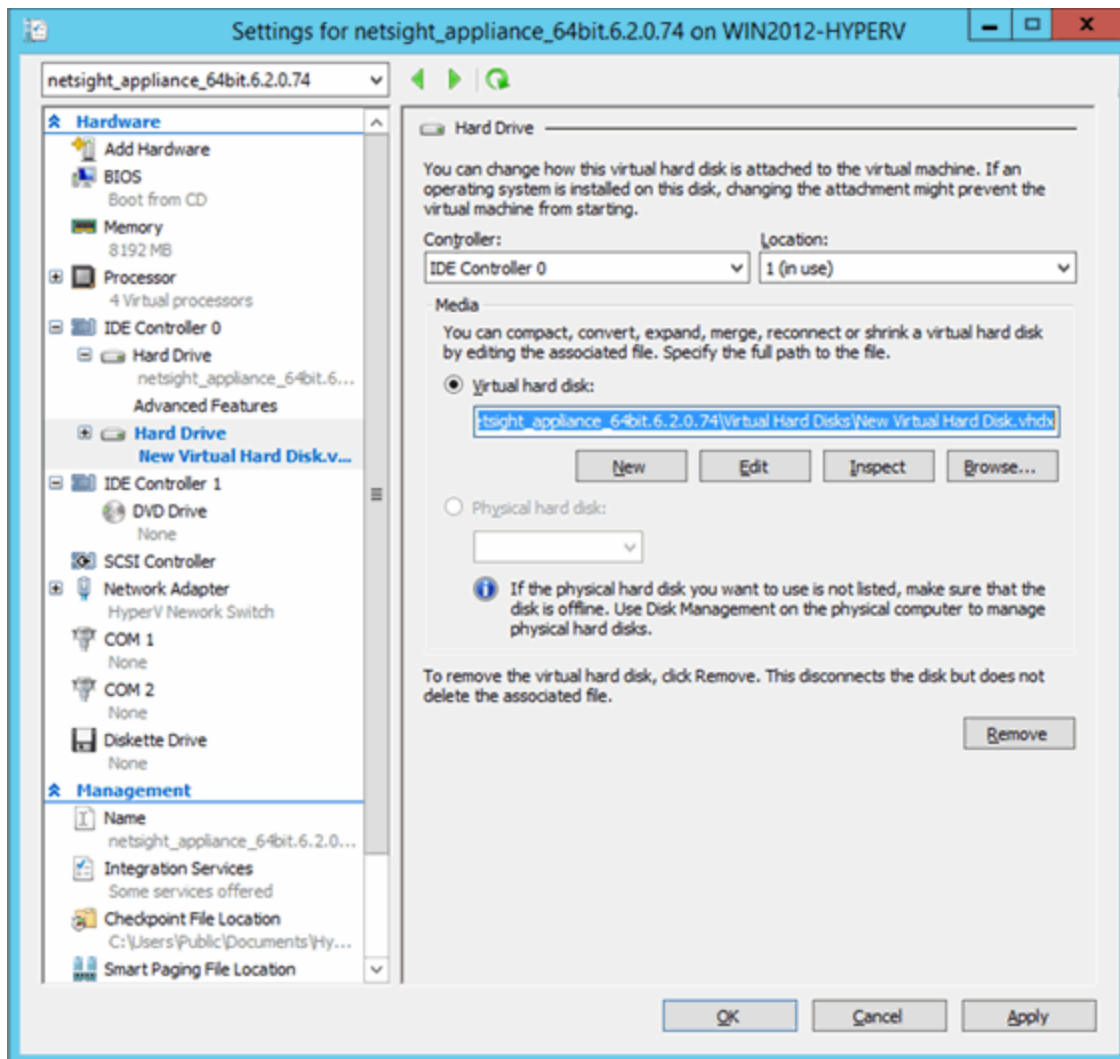 Settings for netsight_appliance_64bit.6.2.0.74 on WIN2012-HYPERV
netsight_appliance_64bit.6.2.0.74
Hardware
Add Hardware
BIOS
Boot from CD
Memory
8192 MB
Processor
4 Virtual processors
IDE Controller 0
Hard Drive
netsight_appliance_64bit.6...
Advanced Features
Hard Drive
New Virtual Hard Disk.v...
IDE Controller 1
DVD Drive
None
SCSI Controller
Network Adapter
HyperV Nework Switch
COM 1
None
COM 2
None
Diskette Drive
None
Management
Name
netsight_appliance_64bit.6.2.0...
Integration Services
Some services offered
Checkpoint File Location
C:\Users\Public\Documents\Hy...
Smart Paging File Location
Hard Drive
You can change how this virtual hard disk is attached to the virtual machine. If an
operating system is installed on this disk, changing the attachment might prevent the
virtual machine from starting.
Controller:
Location:
IDE Controller 0
1 (in use)
Media
You can compact, convert, expand, merge, reconnect or shrink a virtual hard disk
by editing the associated file. Specify the full path to the file.
Virtual hard disk:
etsight_appliance_64bit.6.2.0.74\Virtual Hard Disks\New Virtual Hard Disk.vhdx
New
Edit
Inspect
Browse...
Physical hard disk:
If the physical hard disk you want to use is not listed, make sure that the
disk is offline. Use Disk Management on the physical computer to manage
physical hard disks.
To remove the virtual hard disk, click Remove. This disconnects the disk but does not
delete the associated file.
Remove
OK
Cancel
Apply